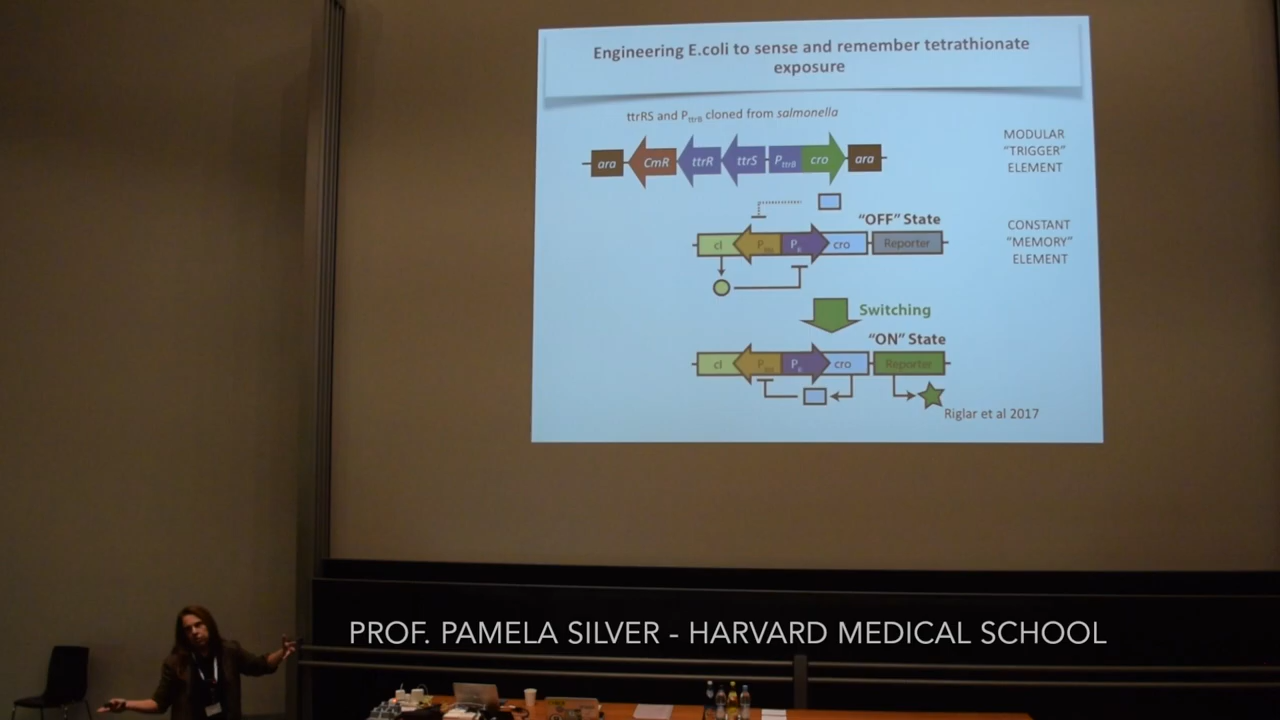 Engineering E.coli to sense and remember tetrathionate
exposure
ttrRS and PttrB cloned from salmonella
MODULAR
"TRIGGER"
ELEMENT
ara CmR ttrR ttrS PttrB cro ara
"OFF" State
CONSTANT
"MEMORY"
ELEMENT
cI PR cro Reporter
Switching
"ON" State
cI PR cro Reporter
Riglar et al 2017
PROF. PAMELA SILVER - HARVARD MEDICAL SCHOOL